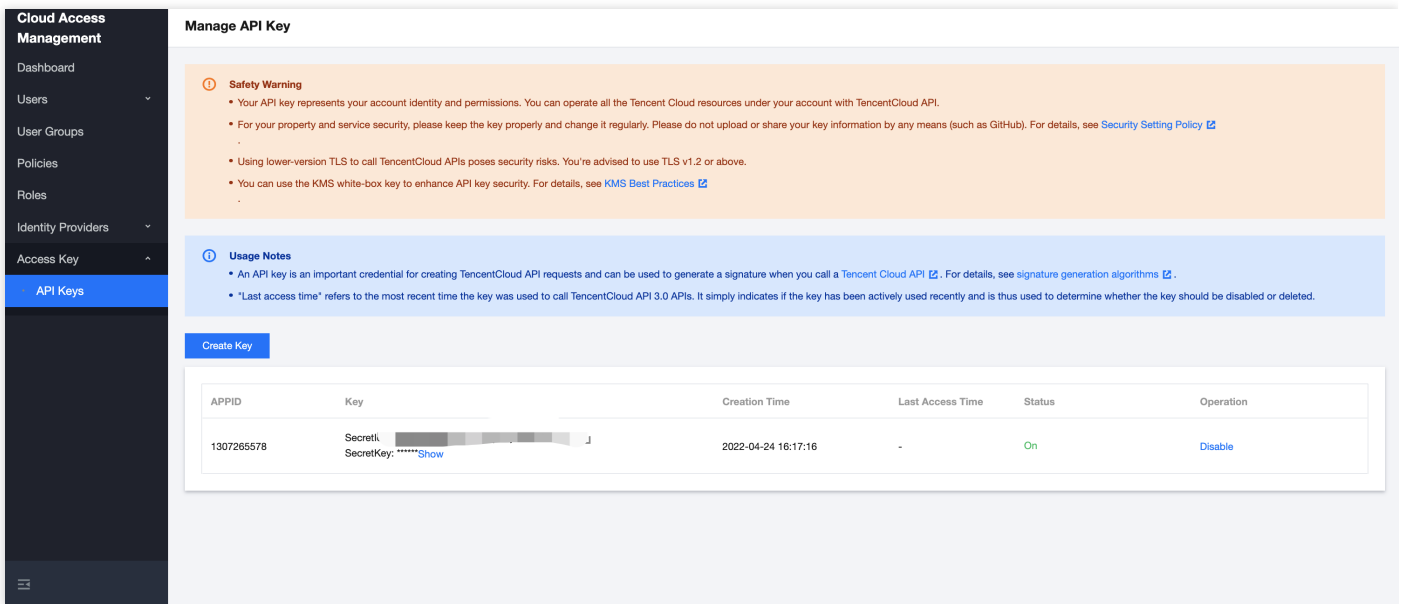 Cloud Access
Management
Dashboard
Users
User Groups
Policies
Roles
Identity Providers
Access Key
API Keys
Manage API Key
Safety Warning
• Your API key represents your account identity and permissions. You can operate all the Tencent Cloud resources under your account with TencentCloud API.
• For your property and service security, please keep the key properly and change it regularly. Please do not upload or share your key information by any means (such as GitHub). For details, see Security Setting Policy
.
• Using lower-version TLS to call TencentCloud APIs poses security risks. You're advised to use TLS v1.2 or above.
• You can use the KMS white-box key to enhance API key security. For details, see KMS Best Practices
.
Usage Notes
• An API key is an important credential for creating TencentCloud API requests and can be used to generate a signature when you call a Tencent Cloud API . For details, see signature generation algorithms .
• "Last access time" refers to the most recent time the key was used to call TencentCloud API 3.0 APIs. It simply indicates if the key has been actively used recently and is thus used to determine whether the key should be disabled or deleted.
Create Key
APPID Key Creation Time Last Access Time Status Operation
1307265578
SecretKey: ******Show
2022-04-24 16:17:16 - On Disable